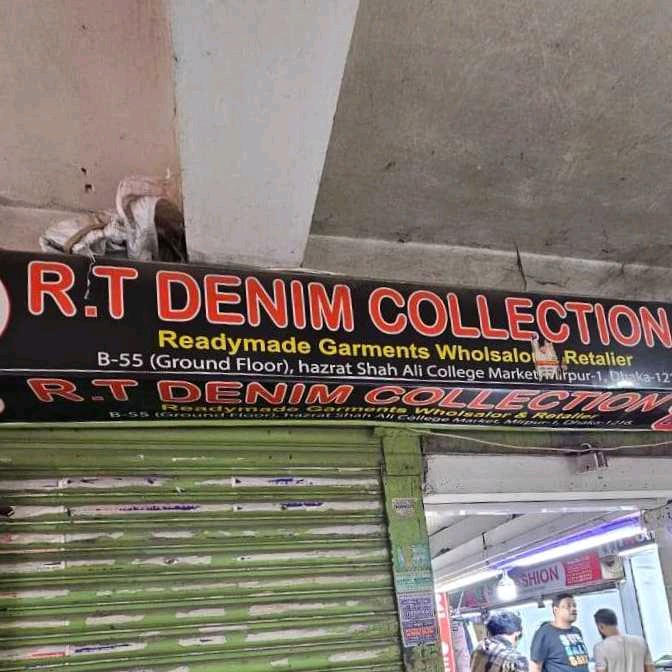 R.T DENIM COLLECTION
Readymade Garments Wholsalor & Retalier
B-55 (Ground Floor), hazrat Shah Ali College Market, Mirpur-1, Dhaka-12
R.T DENIM COLLECTION
Readymade Garments Wholsalor & Retalier
B-55 (Ground Floor), hazrat Shah Ali College Market, Mirpur-1, Dhaka-1216.
SHION